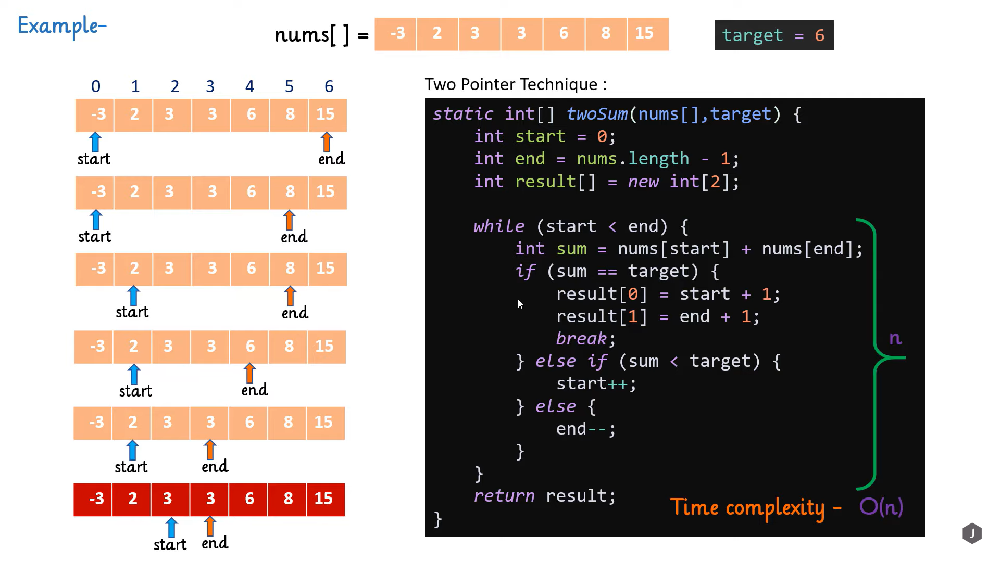 Example-
nums[ ] = -3 2 3 3 6 8 15
target = 6
0 1 2 3 4 5 6
-3 2 3 3 6 8 15
start end
-3 2 3 3 6 8 15
start end
-3 2 3 3 6 8 15
start end
-3 2 3 3 6 8 15
start end
-3 2 3 3 6 8 15
start end
-3 2 3 3 6 8 15
start end
Two Pointer Technique :
static int[] twoSum(nums[],target) {
int start = 0;
int end = nums.length - 1;
int result[] = new int[2];
while (start < end) {
int sum = nums[start] + nums[end];
if (sum == target) {
result[0] = start + 1;
result[1] = end + 1;
break;
} else if (sum < target) {
start++;
} else {
end--;
}
}
return result;
}
n
Time complexity - O(n)
J